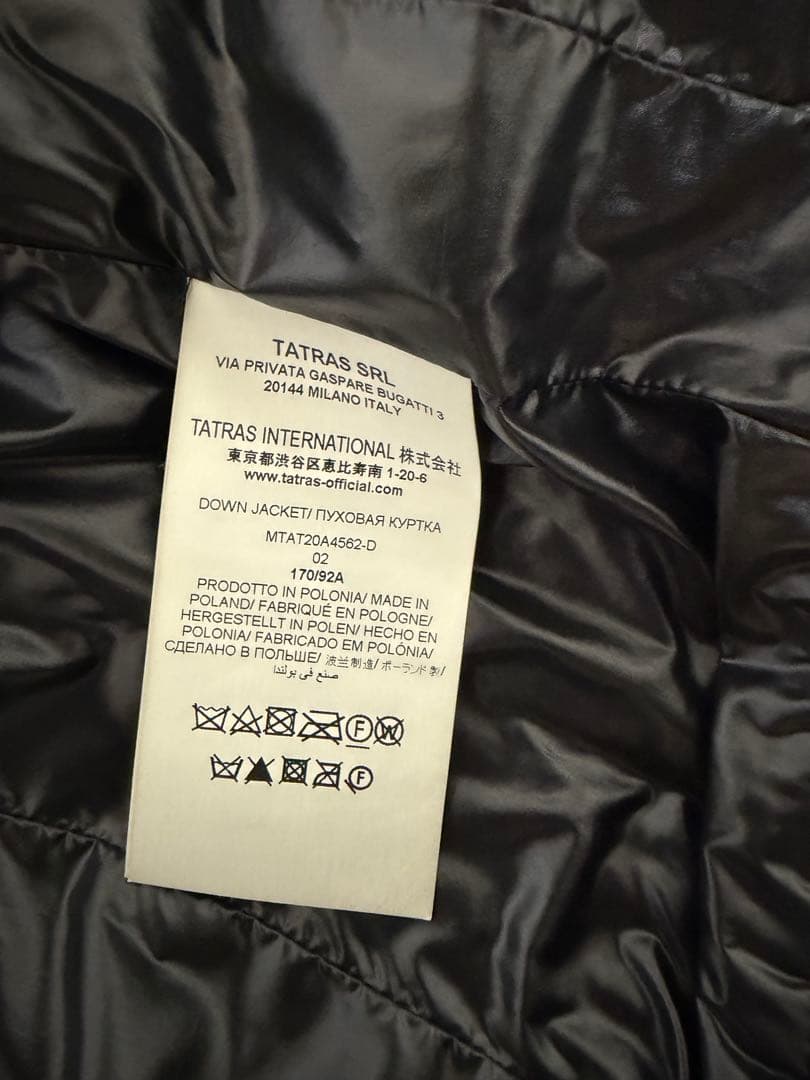 TATRAS SRL
VIA PRIVATA GASPARE BUGATTI 3
20144 MILANO ITALY
TATRAS INTERNATIONAL 株式会社
東京都渋谷区恵比寿南 1-20-6
www.tatras-official.com
DOWN JACKET/ ПУХОВАЯ КУРТКА
MTAT20A4562-D
02
170/92A
PRODOTTO IN POLONIA/ MADE IN
POLAND/ FABRIQUÉ EN POLOGNE/
HERGESTELLT IN POLEN/ HECHO EN
POLONIA/ FABRICADO EM POLÓNIA/
СДЕЛАНО В ПОЛЬШЕ/ 波兰制造/ ポーランド製/
صنع في بولندا
F W
F